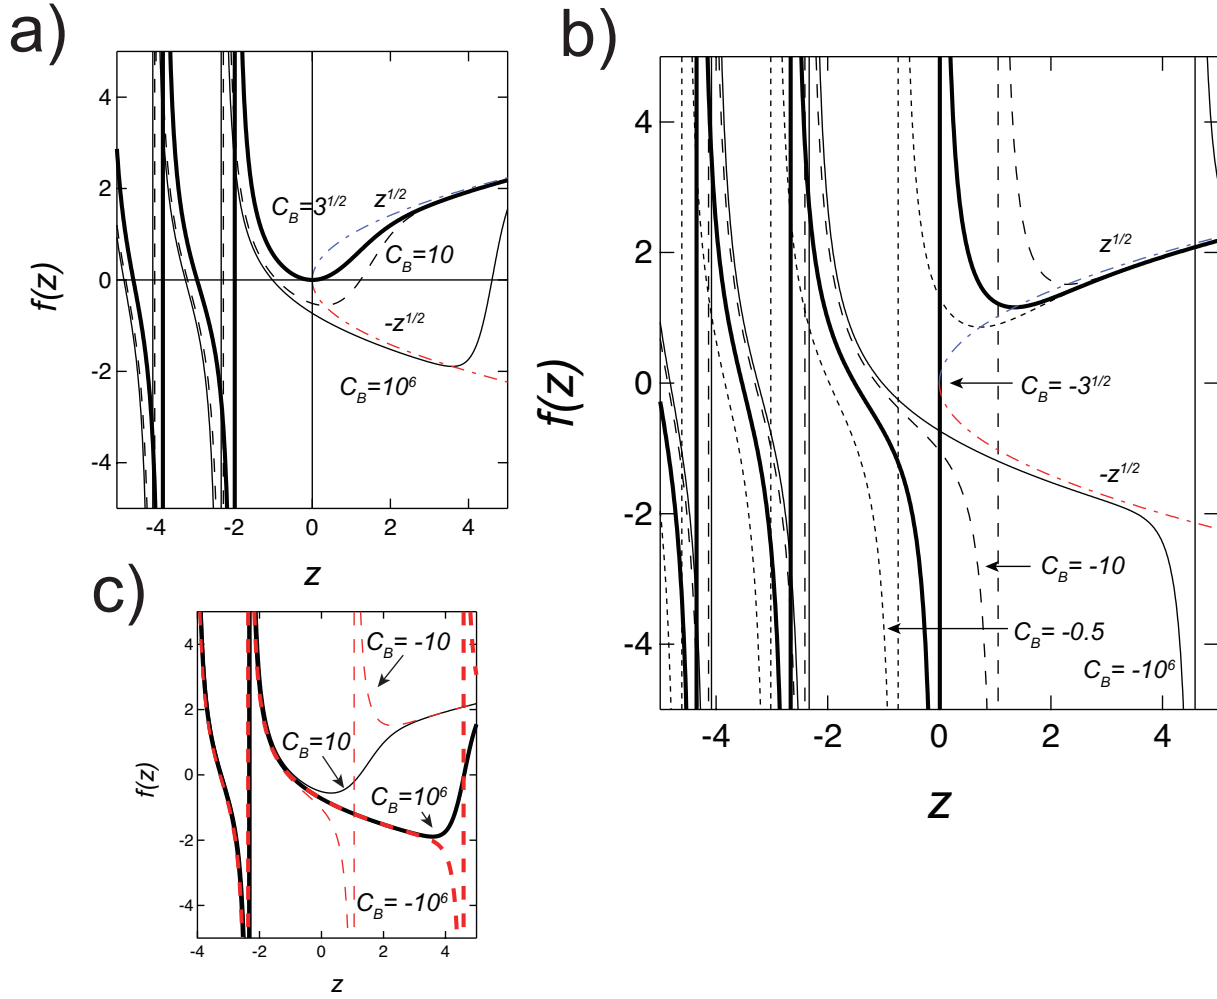 a)
4
2
0
-2
-4
-4
-2
0
2
4
f(z)
z
C_B=3^{1/2}
z^{1/2}
C_B=10
-z^{1/2}
C_B=10^6
b)
4
2
0
-2
-4
-4
-2
0
2
4
f(z)
z
z^{1/2}
C_B= -3^{1/2}
-z^{1/2}
C_B= -10
C_B= -0.5
C_B= -10^6
c)
4
2
0
-2
-4
-4
-2
0
2
4
f(z)
z
C_B= -10
C_B=10
C_B=10^6
C_B= -10^6